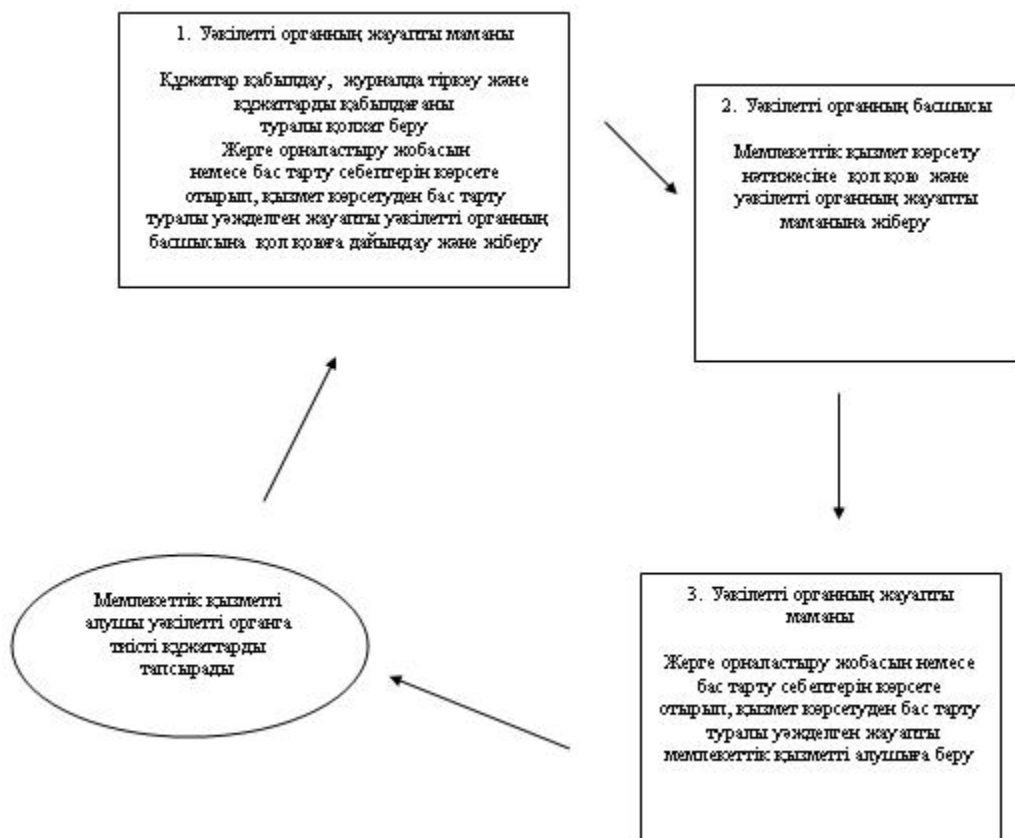 1. Уәкілетті органның жауапты маманы
Құжаттар қабылдау, журналда тіркеу және
құжаттарды қабылдағаны
туралы қолхат беру
Жерге орналастыру жобасын
немесе бас тарту себептерін көрсете
отырып, қызмет көрсетуден бас тарту
туралы уәжделген жауапты уәкілетті органның
басшысына қол қоюға дайындау және жіберу
2. Уәкілетті органның басшысы
Мемлекеттік қызмет көрсету
нәтижесіне қол қою және
уәкілетті органның жауапты
маманына жіберу
3. Уәкілетті органның жауапты
маманы
Жерге орналастыру жобасын немесе
бас тарту себептерін көрсете
отырып, қызмет көрсетуден бас тарту
туралы уәжделген жауапты
мемлекеттік қызметті алушыға беру
Мемлекеттік қызметті
алушы уәкілетті органга
тиісті құжаттарды
тапсырады